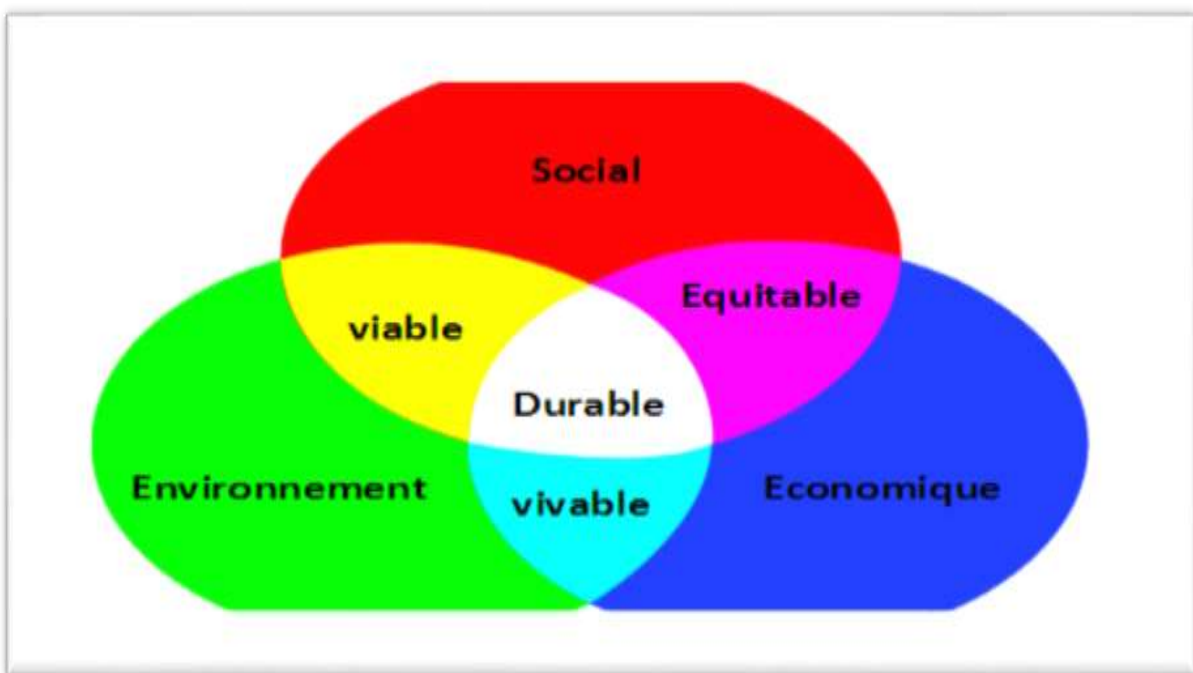 Social
Equitable
viable
Durable
Environnement
vivable
Economique